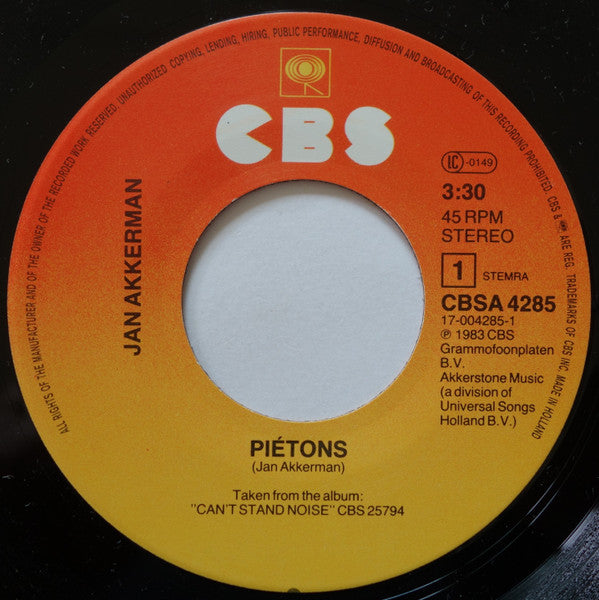 ALL RIGHTS OF THE MANUFACTURER AND OF THE OWNER OF THE RECORDED WORK RESERVED. UNAUTHORIZED COPYING, LENDING, HIRING, PUBLIC PERFORMANCE, DIFFUSION AND BROADCASTING OF THIS RECORDING PROHIBITED. CBS & ARE REG. TRADEMARKS OF CBS INC. MADE IN HOLLAND
CBS
JAN AKKERMAN
IC -0149
3:30
45 RPM
STEREO
1 STEMRA
CBSA 4285
17-004285-1
℗ 1983 CBS
Grammofoonplaten
B.V.
Akkerstone Music
(a division of
Universal Songs
Holland B.V.)
PIÉTONS
(Jan Akkerman)
Taken from the album:
"CAN'T STAND NOISE" CBS 25794